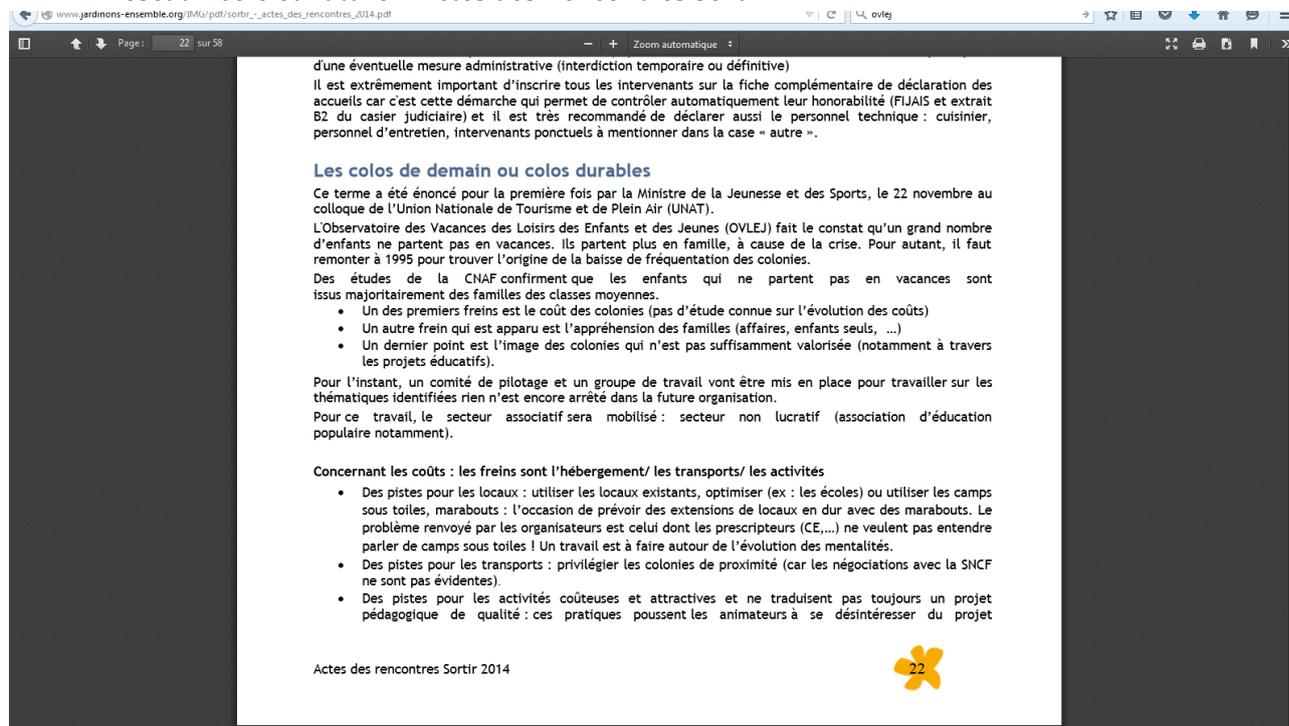 www.jardinons-ensemble.org/IMG/pdf/sortir_-_actes_des_rencontres_2014.pdf
ovlej
Page :
22
sur 58
Zoom automatique
d'une éventuelle mesure administrative (interdiction temporaire ou définitive)
Il est extrêmement important d'inscrire tous les intervenants sur la fiche complémentaire de déclaration des
accueils car c'est cette démarche qui permet de contrôler automatiquement leur honorabilité (FIJAIS et extrait
B2 du casier judiciaire) et il est très recommandé de déclarer aussi le personnel technique : cuisinier,
personnel d'entretien, intervenants ponctuels à mentionner dans la case « autre ».
Les colos de demain ou colos durables
Ce terme a été énoncé pour la première fois par la Ministre de la Jeunesse et des Sports, le 22 novembre au
colloque de l'Union Nationale de Tourisme et de Plein Air (UNAT).
L'Observatoire des Vacances des Loisirs des Enfants et des Jeunes (OVLEJ) fait le constat qu'un grand nombre
d'enfants ne partent pas en vacances. Ils partent plus en famille, à cause de la crise. Pour autant, il faut
remonter à 1995 pour trouver l'origine de la baisse de fréquentation des colonies.
Des études de la CNAF confirment que les enfants qui ne partent pas en vacances sont
issus majoritairement des familles des classes moyennes.
• Un des premiers freins est le coût des colonies (pas d'étude connue sur l'évolution des coûts)
• Un autre frein qui est apparu est l'appréhension des familles (affaires, enfants seuls, …)
• Un dernier point est l'image des colonies qui n'est pas suffisamment valorisée (notamment à travers
les projets éducatifs).
Pour l'instant, un comité de pilotage et un groupe de travail vont être mis en place pour travailler sur les
thématiques identifiées rien n'est encore arrêté dans la future organisation.
Pour ce travail, le secteur associatif sera mobilisé : secteur non lucratif (association d'éducation
populaire notamment).
Concernant les coûts : les freins sont l'hébergement/ les transports/ les activités
• Des pistes pour les locaux : utiliser les locaux existants, optimiser (ex : les écoles) ou utiliser les camps
sous toiles, marabouts : l'occasion de prévoir des extensions de locaux en dur avec des marabouts. Le
problème renvoyé par les organisateurs est celui dont les prescripteurs (CE,…) ne veulent pas entendre
parler de camps sous toiles ! Un travail est à faire autour de l'évolution des mentalités.
• Des pistes pour les transports : privilégier les colonies de proximité (car les négociations avec la SNCF
ne sont pas évidentes).
• Des pistes pour les activités coûteuses et attractives et ne traduisent pas toujours un projet
pédagogique de qualité : ces pratiques poussent les animateurs à se désintéresser du projet
Actes des rencontres Sortir 2014
22